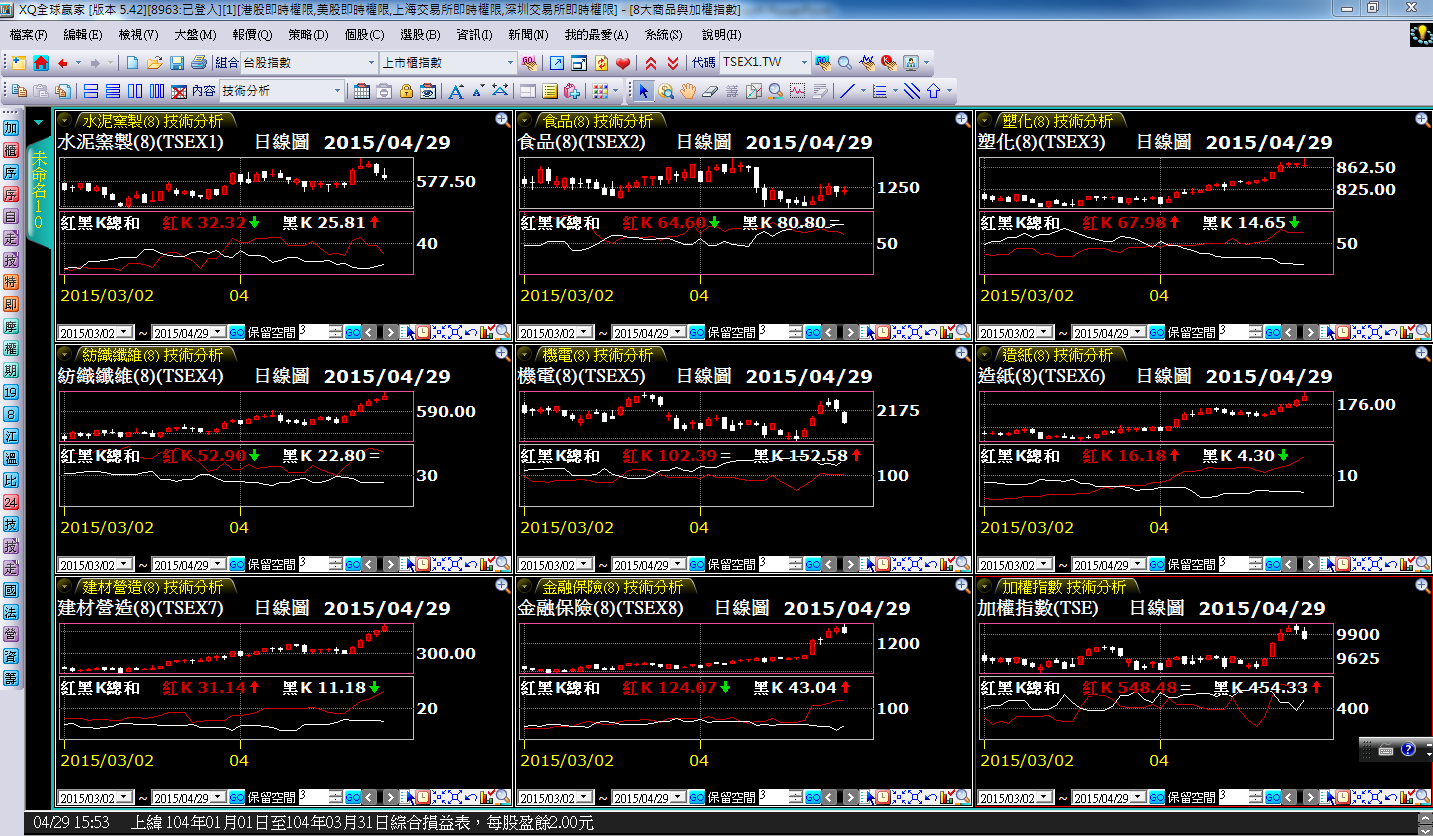 XQ全球贏家 [版本 5.42][8963:已登入][1][港股即時權限,美股即時權限,上海交易所即時權限,深圳交易所即時權限] - [8大商品與加權指數]
檔案(F) 編輯(E) 檢視(V) 大盤(M) 報價(Q) 策略(D) 個股(C) 選股(B) 資訊(I) 新聞(N) 我的最愛(A) 系統(S) 說明(H)
組合 台股指數 上市櫃指數 代碼 TSEX1.TW
內容 技術分析
加
櫃
序
序
自
走
技
特
即
摩
權
期
19
8
江
溫
比
24
技
技
走
國
法
營
資
籌
未命名10
水泥窯製(8) 技術分析
水泥窯製(8)(TSEX1) 日線圖 2015/04/29
577.50
紅黑K總和 紅K 32.32↓ 黑K 25.81↑
40
2015/03/02 04
2015/03/02 ~ 2015/04/29 GO 保留空間 3 GO
食品(8) 技術分析
食品(8)(TSEX2) 日線圖 2015/04/29
1250
紅黑K總和 紅K 64.60↓ 黑K 80.80=
50
2015/03/02 04
2015/03/02 ~ 2015/04/29 GO 保留空間 3 GO
塑化(8) 技術分析
塑化(8)(TSEX3) 日線圖 2015/04/29
862.50
825.00
紅黑K總和 紅K 67.98↑ 黑K 14.65↓
50
2015/03/02 04
2015/03/02 ~ 2015/04/29 GO 保留空間 3 GO
紡織纖維(8) 技術分析
紡織纖維(8)(TSEX4) 日線圖 2015/04/29
590.00
紅黑K總和 紅K 52.90↓ 黑K 22.80=
30
2015/03/02 04
2015/03/02 ~ 2015/04/29 GO 保留空間 3 GO
機電(8) 技術分析
機電(8)(TSEX5) 日線圖 2015/04/29
2175
紅黑K總和 紅K 102.39= 黑K 152.58↑
100
2015/03/02 04
2015/03/02 ~ 2015/04/29 GO 保留空間 3 GO
造紙(8) 技術分析
造紙(8)(TSEX6) 日線圖 2015/04/29
176.00
紅黑K總和 紅K 16.18↑ 黑K 4.30↓
10
2015/03/02 04
2015/03/02 ~ 2015/04/29 GO 保留空間 3 GO
建材營造(8) 技術分析
建材營造(8)(TSEX7) 日線圖 2015/04/29
300.00
紅黑K總和 紅K 31.14↑ 黑K 11.18↓
20
2015/03/02 04
2015/03/02 ~ 2015/04/29 GO 保留空間 3 GO
金融保險(8) 技術分析
金融保險(8)(TSEX8) 日線圖 2015/04/29
1200
紅黑K總和 紅K 124.07↓ 黑K 43.04↑
100
2015/03/02 04
2015/03/02 ~ 2015/04/29 GO 保留空間 3 GO
加權指數 技術分析
加權指數(TSE) 日線圖 2015/04/29
9900
9625
紅黑K總和 紅K 548.48= 黑K 454.33↑
400
2015/03/02 04
2015/03/02 ~ 2015/04/29 GO 保留空間 3 GO
04/29 15:53 上緯 104年01月01日至104年03月31日綜合損益表，每股盈餘2.00元